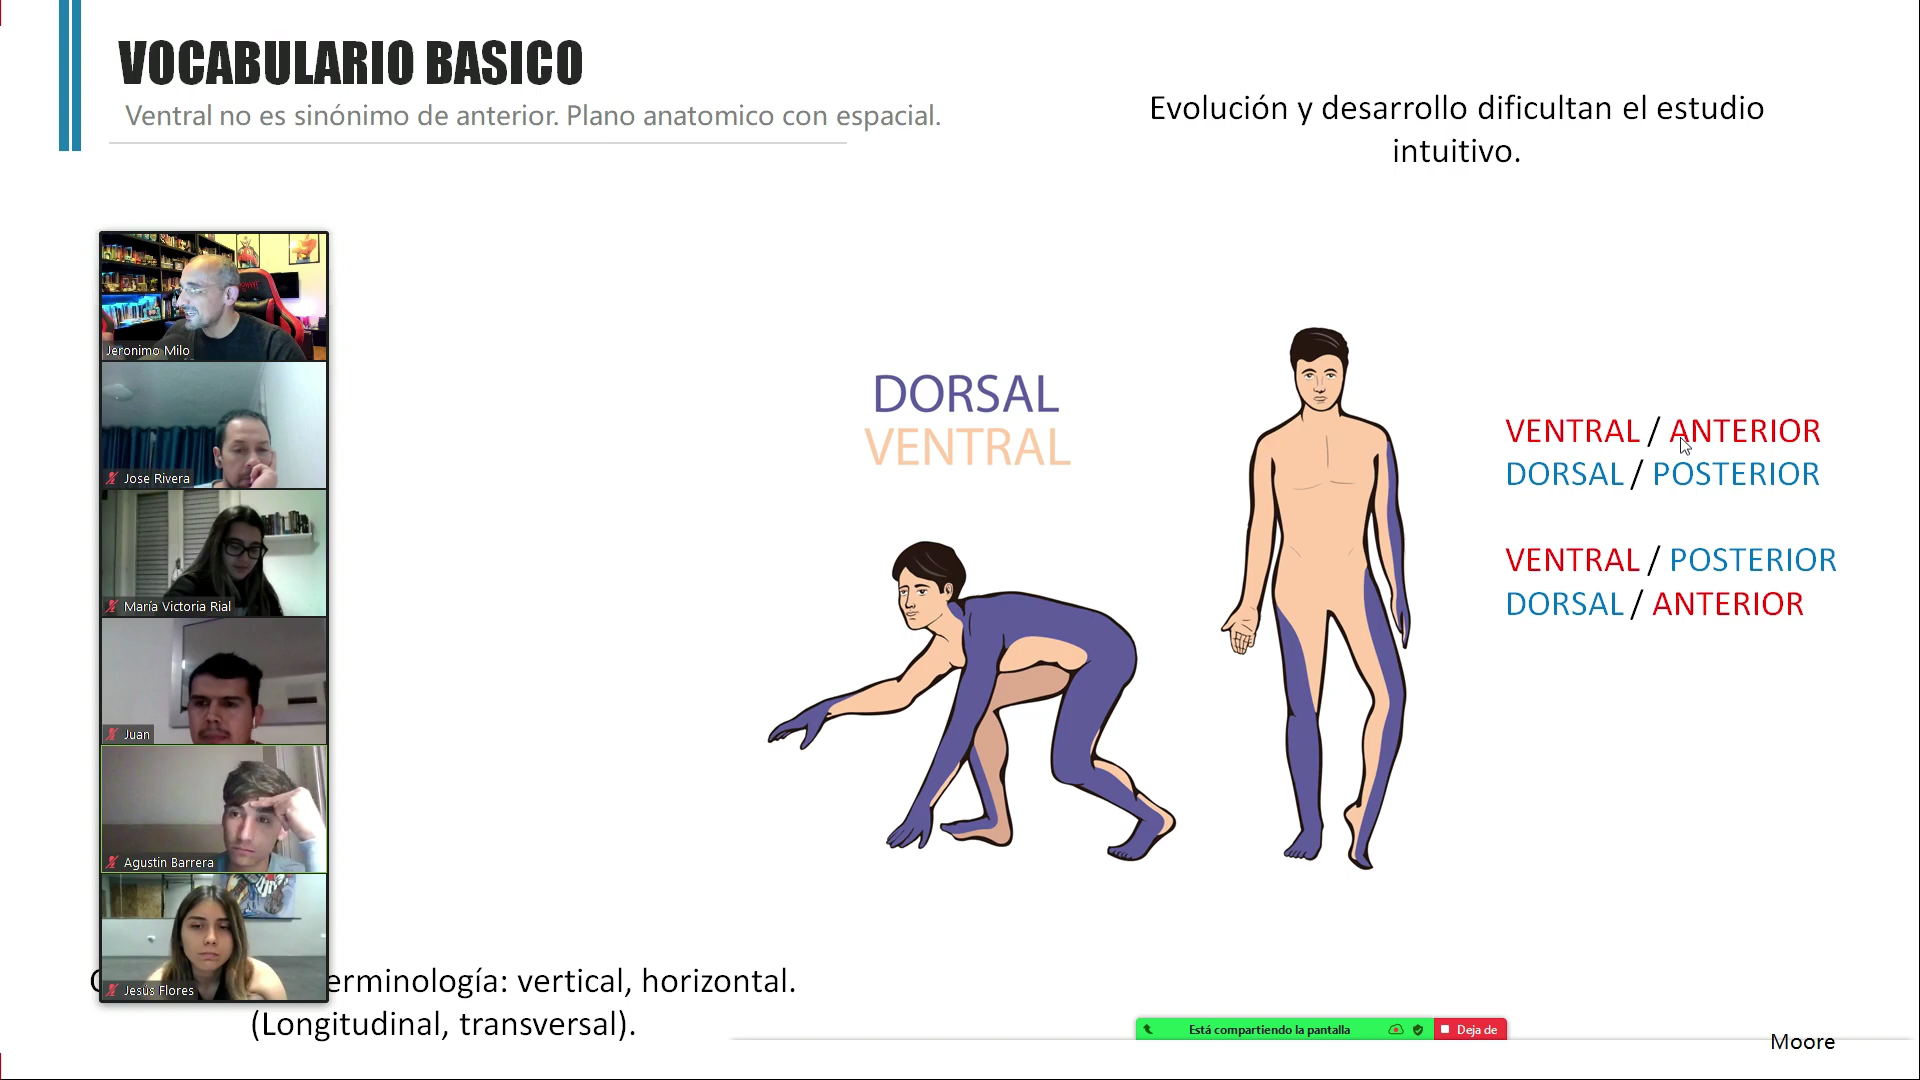 VOCABULARIO BASICO
Ventral no es sinónimo de anterior. Plano anatomico con espacial.
Evolución y desarrollo dificultan el estudio
intuitivo.
Jeronimo Milo
Jose Rivera
María Victoria Rial
Juan
Agustin Barrera
Jesús Flores
DORSAL
VENTRAL
VENTRAL / ANTERIOR
DORSAL / POSTERIOR
VENTRAL / POSTERIOR
DORSAL / ANTERIOR
erminología: vertical, horizontal.
(Longitudinal, transversal).
Está compartiendo la pantalla
Deja de
Moore